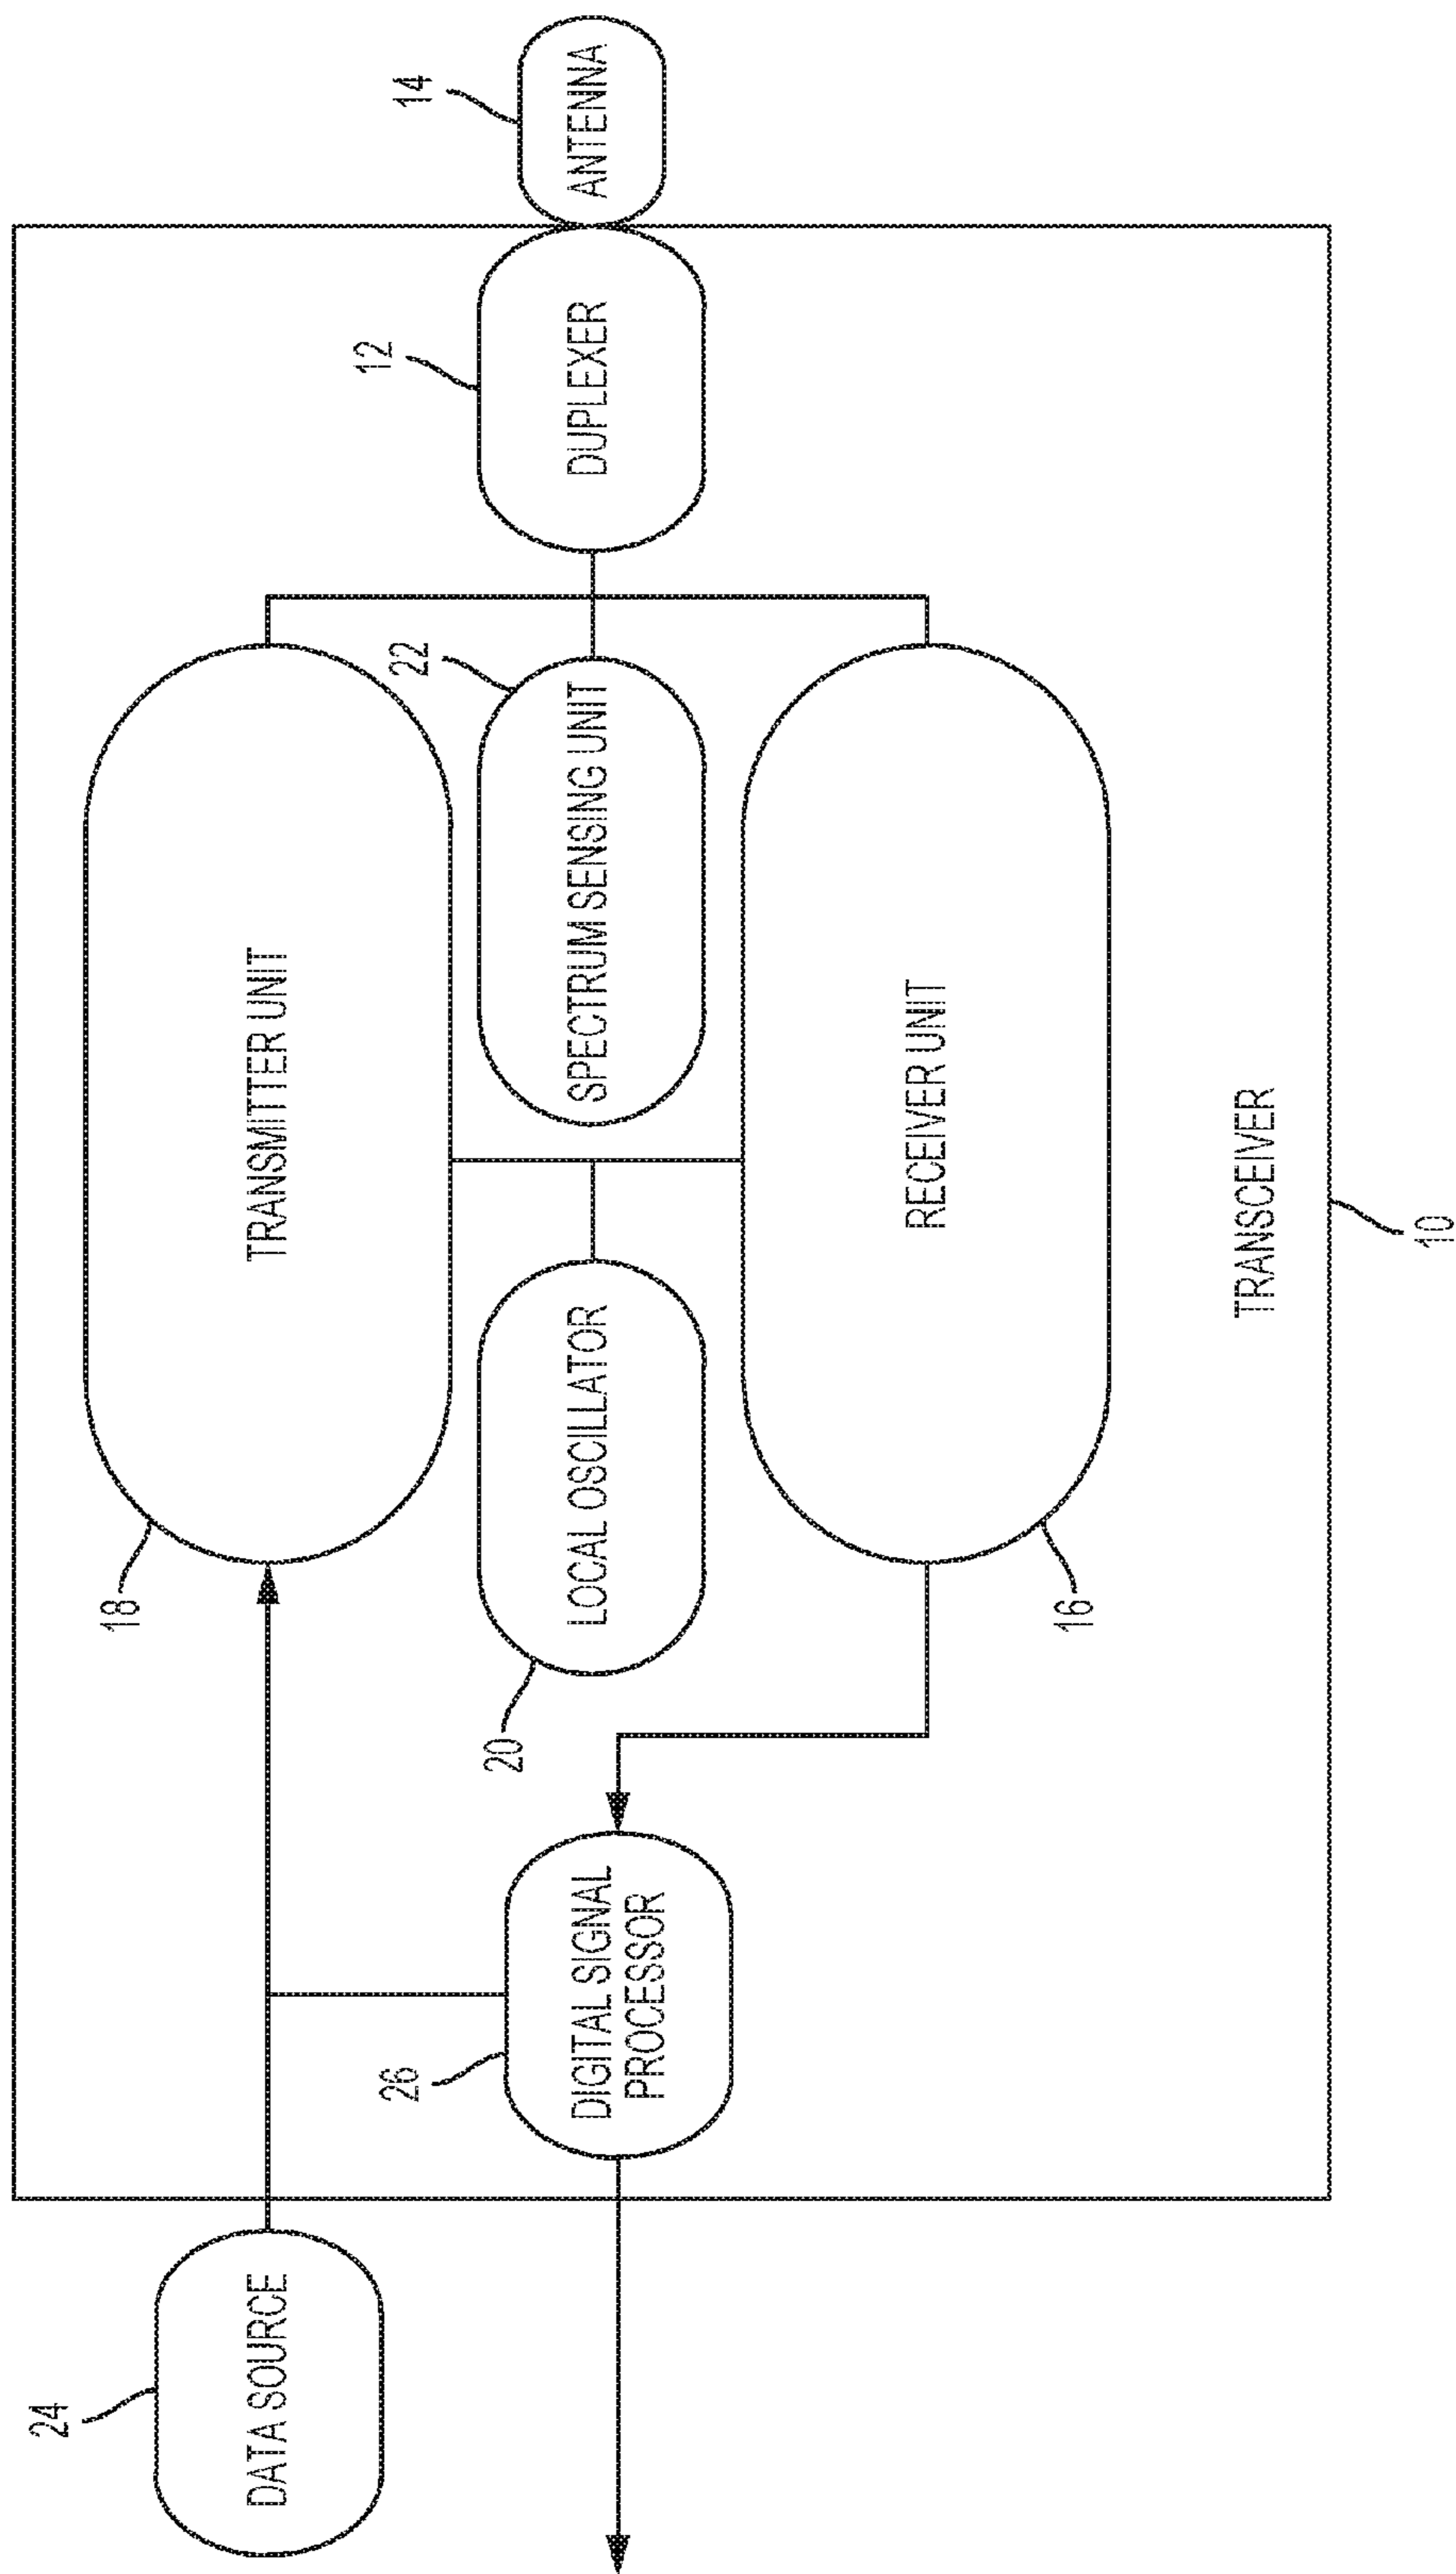 24
DATA SOURCE
18
TRANSMITTER UNIT
26
DIGITAL SIGNAL
PROCESSOR
20
LOCAL OSCILLATOR
22
SPECTRUM SENSING UNIT
12
DUPLEXER
14
ANTENNA
RECEIVER UNIT
16
TRANSCEIVER
10